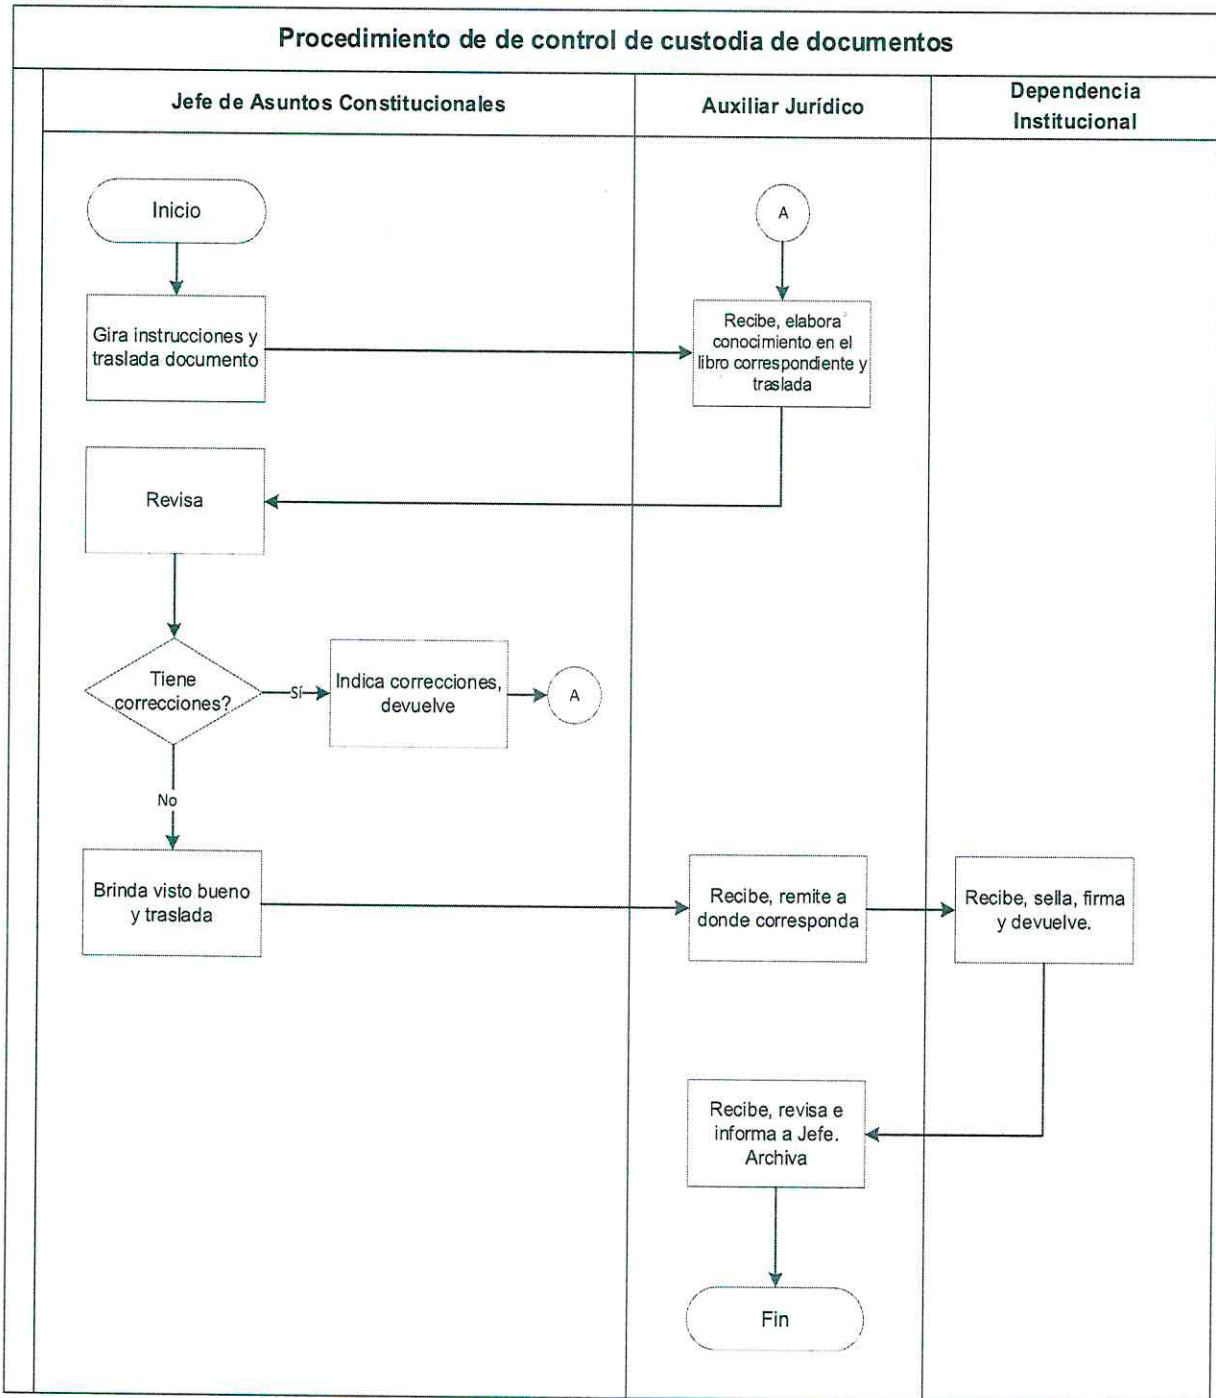 Procedimiento de de control de custodia de documentos
Jefe de Asuntos Constitucionales
Auxiliar Jurídico
Dependencia
Institucional
Inicio
A
Gira instrucciones y
traslada documento
Recibe, elabora
conocimiento en el
libro correspondiente y
traslada
Revisa
Tiene
correcciones?
Sí
Indica correcciones,
devuelve
A
No
Brinda visto bueno
y traslada
Recibe, remite a
donde corresponda
Recibe, sella, firma
y devuelve.
Recibe, revisa e
informa a Jefe.
Archiva
Fin